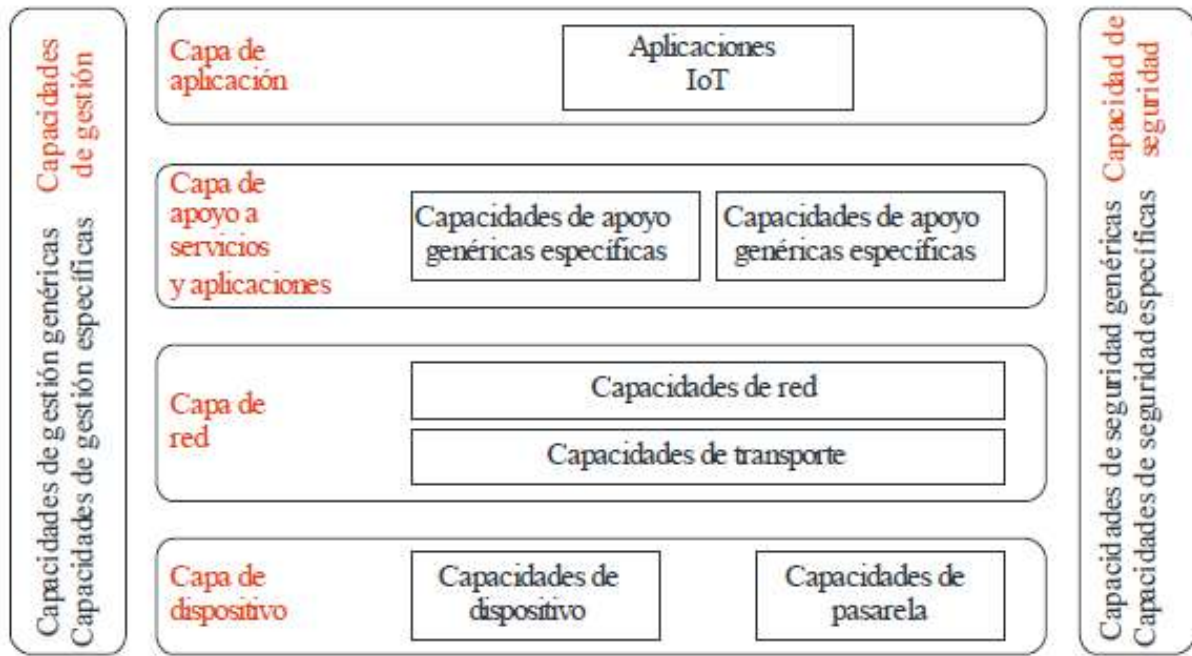 Capacidades
de gestión
Capacidades de gestión genéricas
Capacidades de gestión específicas
Capa de
aplicación
Aplicaciones
IoT
Capa de
apoyo a
servicios
y aplicaciones
Capacidades de apoyo
genéricas específicas
Capacidades de apoyo
genéricas específicas
Capa de
red
Capacidades de red
Capacidades de transporte
Capa de
dispositivo
Capacidades de
dispositivo
Capacidades de
pasarela
Capacidad de
seguridad
Capacidades de seguridad genéricas
Capacidades de seguridad específicas